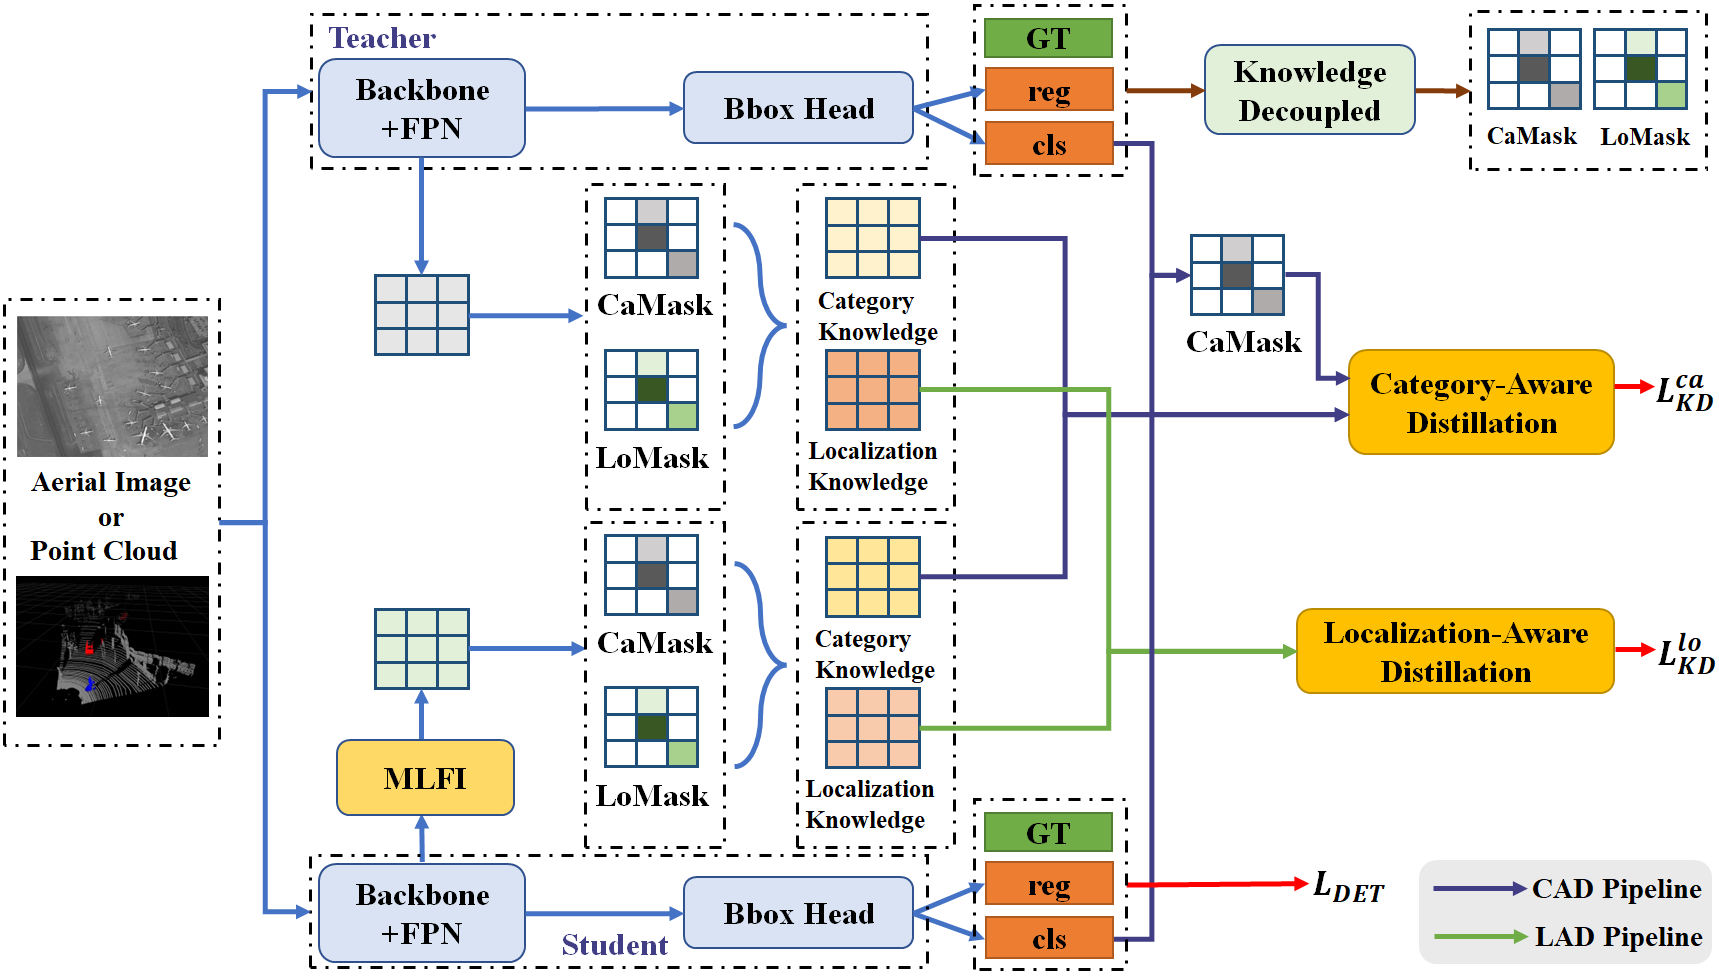 Teacher
Backbone
+FPN
Bbox Head
GT
reg
cls
Knowledge
Decoupled
CaMask
LoMask
CaMask
LoMask
Category
Knowledge
Localization
Knowledge
CaMask
Category-Aware
Distillation
L_{KD}^{ca}
Aerial Image
or
Point Cloud
CaMask
LoMask
Category
Knowledge
Localization
Knowledge
Localization-Aware
Distillation
L_{KD}^{lo}
MLFI
Backbone
+FPN
Bbox Head
Student
GT
reg
cls
L_{DET}
CAD Pipeline
LAD Pipeline